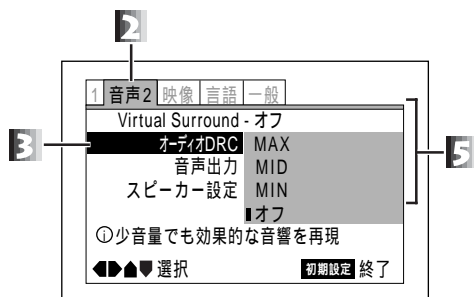 2
1 音声2 映像 言語 一般
Virtual Surround - オフ
3 オーディオDRC MAX 5
音声出力 MID
スピーカー設定 MIN
オフ
ⓘ少音量でも効果的な音響を再現
◀▶▲▼選択 初期設定 終了